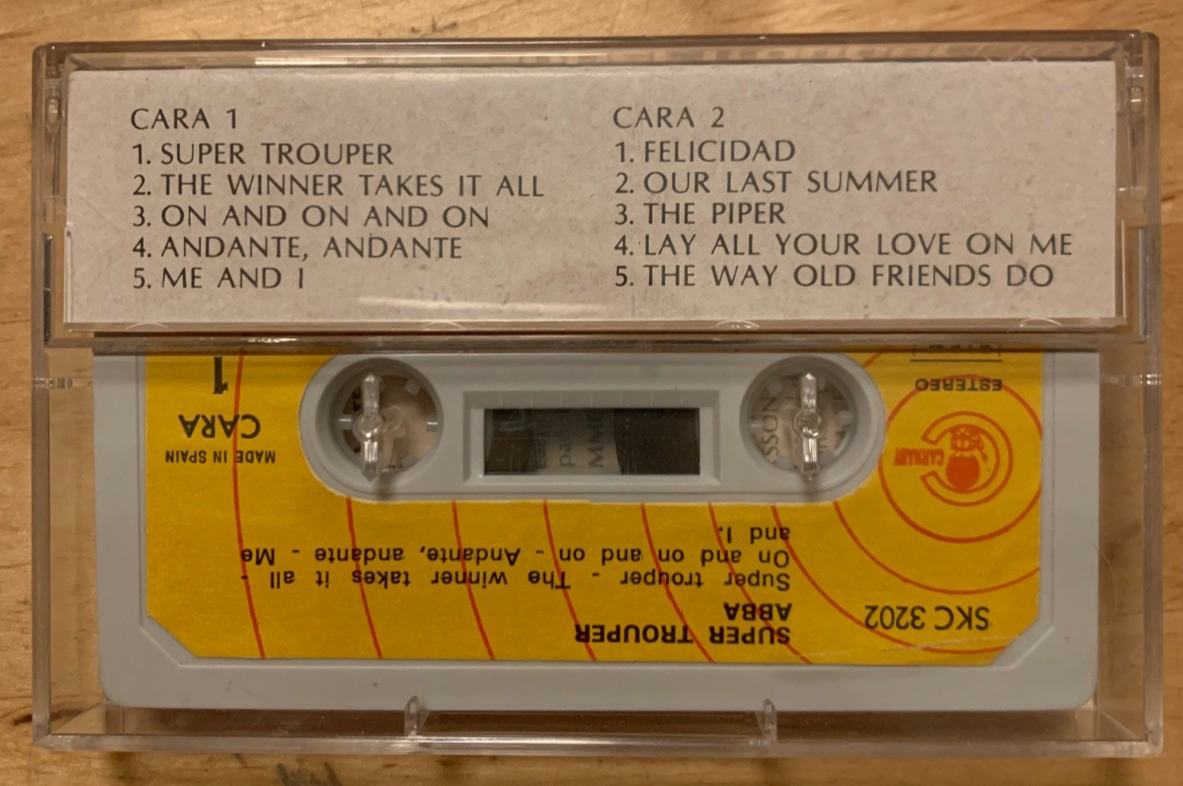 CARA 1
1. SUPER TROUPER
2. THE WINNER TAKES IT ALL
3. ON AND ON AND ON
4. ANDANTE, ANDANTE
5. ME AND I
CARA 2
1. FELICIDAD
2. OUR LAST SUMMER
3. THE PIPER
4. LAY ALL YOUR LOVE ON ME
5. THE WAY OLD FRIENDS DO
SKC 3202
SUPER TROUPER
ABBA
Super trouper - The winner takes it all -
On and on and on - Andante, andante - Me
and I.
CARNABY
MADE IN SPAIN
CARA
1
ESTEREO